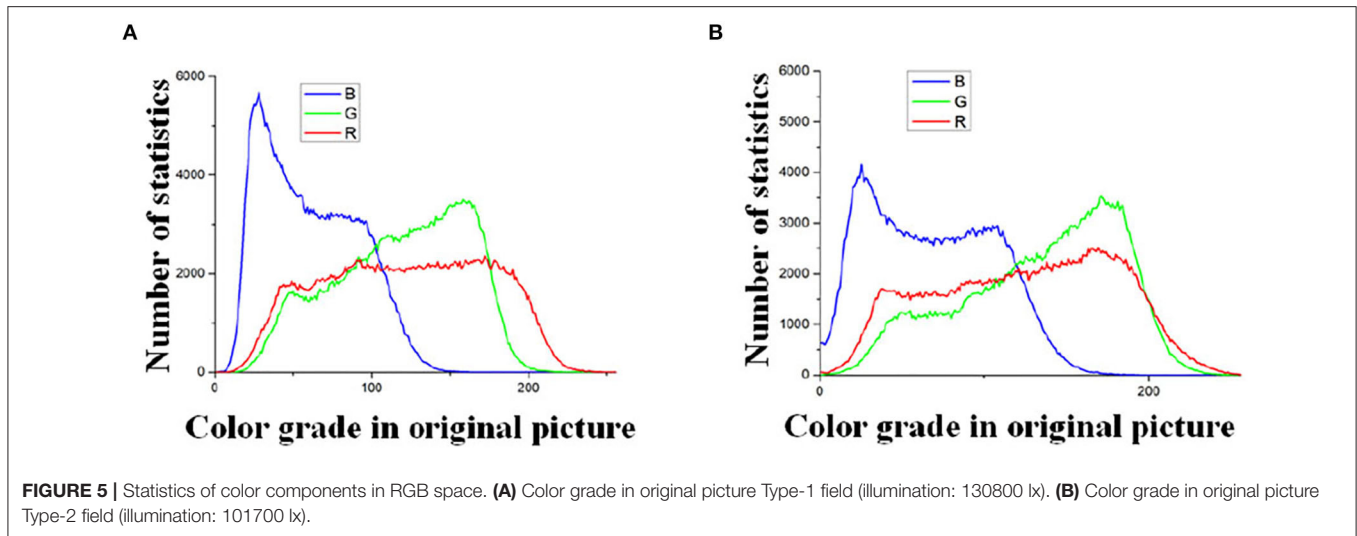 A
6000
4000
2000
0
0
100
200
Number of statistics
B
G
R
Color grade in original picture
B
6000
5000
4000
3000
2000
1000
0
0
200
Number of statistics
B
G
R
Color grade in original picture
FIGURE 5 | Statistics of color components in RGB space. (A) Color grade in original picture Type-1 field (illumination: 130800 lx). (B) Color grade in original picture
Type-2 field (illumination: 101700 lx).